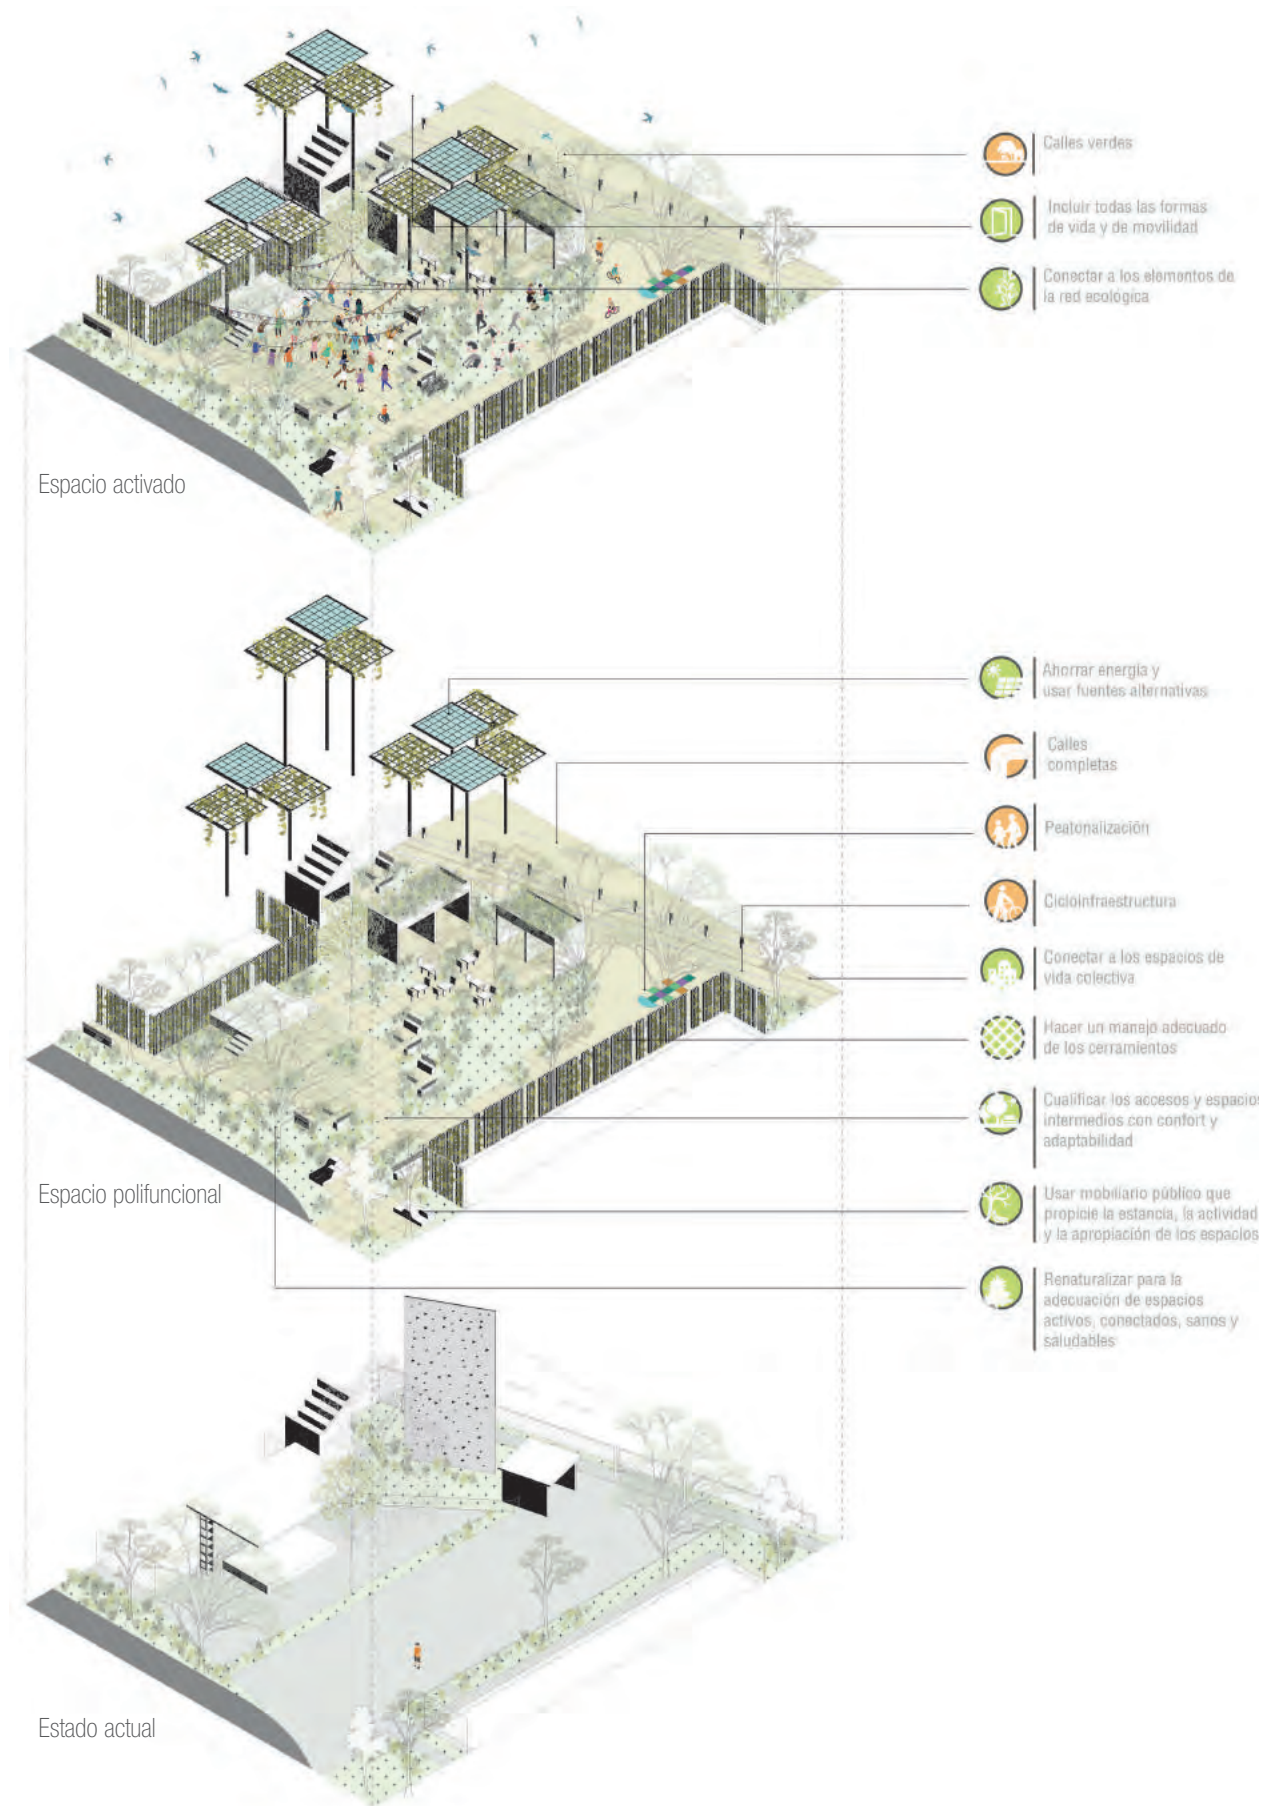 Calles verdes
Incluir todas las formas
de vida y de movilidad
Conectar a los elementos de
la red ecológica
Espacio activado
Ahorrar energía y
usar fuentes alternativas
Calles
completas
Peatonalización
Cicloinfraestructura
Conectar a los espacios de
vida colectiva
Hacer un manejo adecuado
de los cerramientos
Cualificar los accesos y espacios
intermedios con confort y
adaptabilidad
Espacio polifuncional
Usar mobiliario público que
propicie la estancia, la actividad
y la apropiación de los espacios
Renaturalizar para la
adecuación de espacios
activos, conectados, sanos y
saludables
Estado actual